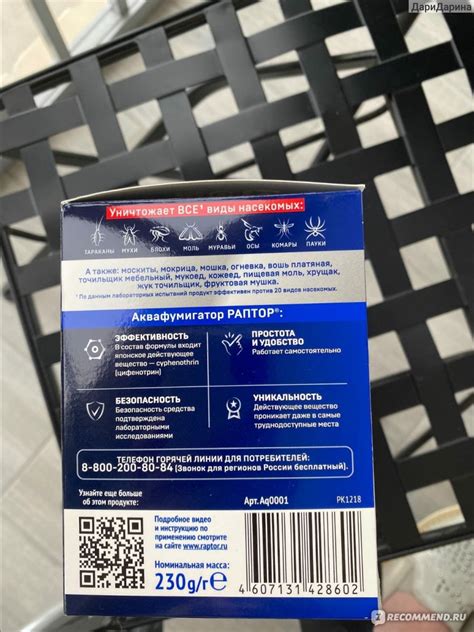 ДариДарина
Уничтожает ВСЕ* виды насекомых:
ТАРАКАНЫ МУХИ БЛОХИ МОЛЬ МУРАВЬИ ОСЫ КОМАРЫ ПАУКИ
А также: москиты, мокрица, мошка, огневка, вошь платяная,
точильщик мебельный, мукоед, кожеед, пищевая моль, хрущак,
жук точильщик, фруктовая мушка.
* По данным лабораторных испытаний продукт эффективен против 20 видов насекомых.
Аквафумигатор РАПТОР®:
ЭФФЕКТИВНОСТЬ
В состав формулы входит
японское действующее
вещество — cyphenothrin
(цифенотрин)
ПРОСТОТА
И УДОБСТВО
Работает самостоятельно
БЕЗОПАСНОСТЬ
Безопасность средства
подтверждена
лабораторными
исследованиями
УНИКАЛЬНОСТЬ
Действующее вещество
проникает даже в самые
труднодоступные места
ТЕЛЕФОН ГОРЯЧЕЙ ЛИНИИ ДЛЯ ПОТРЕБИТЕЛЕЙ:
8-800-200-80-84 (Звонок для регионов России бесплатный).
Узнайте еще больше
об этом продукте:
Арт.Aq0001
РК1218
Подробное видео
и инструкцию по
применению смотрите
на сайте www.raptor.ru
Номинальная масса:
230g/г℮
4 607131 428602
RECOMMEND.RU